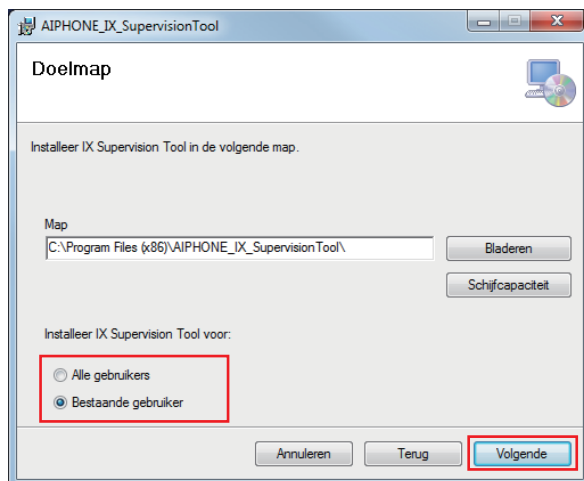 AIPHONE_IX_SupervisionTool
Doelmap
Installeer IX Supervision Tool in de volgende map.
Map
C:\Program Files (x86)\AIPHONE_IX_SupervisionTool\
Bladeren
Schijfcapaciteit
Installeer IX Supervision Tool voor:
Alle gebruikers
Bestaande gebruiker
Annuleren
Terug
Volgende